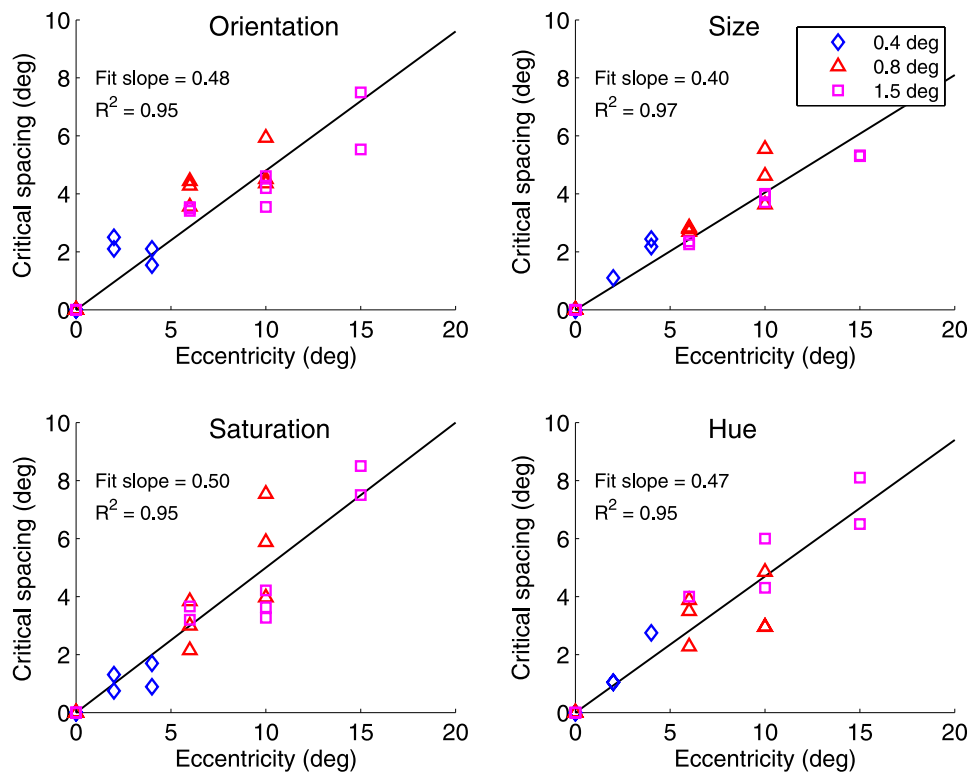 Orientation
Fit slope = 0.48
R² = 0.95
Critical spacing (deg)
10
8
6
4
2
0
0 5 10 15 20
Eccentricity (deg)
Size
0.4 deg
0.8 deg
1.5 deg
Fit slope = 0.40
R² = 0.97
Critical spacing (deg)
10
8
6
4
2
0
0 5 10 15 20
Eccentricity (deg)
Saturation
Fit slope = 0.50
R² = 0.95
Critical spacing (deg)
10
8
6
4
2
0
0 5 10 15 20
Eccentricity (deg)
Hue
Fit slope = 0.47
R² = 0.95
Critical spacing (deg)
10
8
6
4
2
0
0 5 10 15 20
Eccentricity (deg)